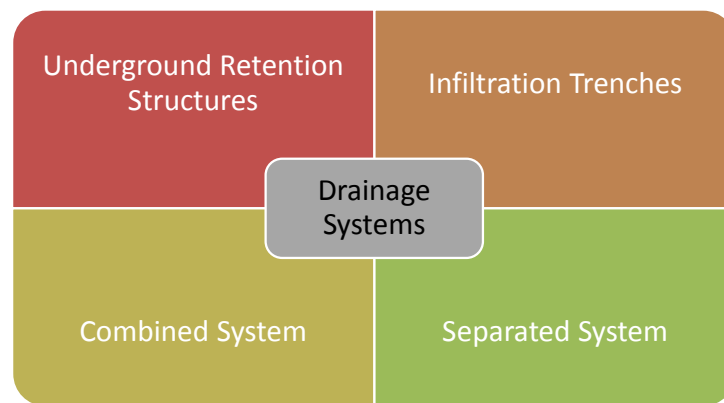 Underground Retention
Structures
Infiltration Trenches
Drainage
Systems
Combined System
Separated System